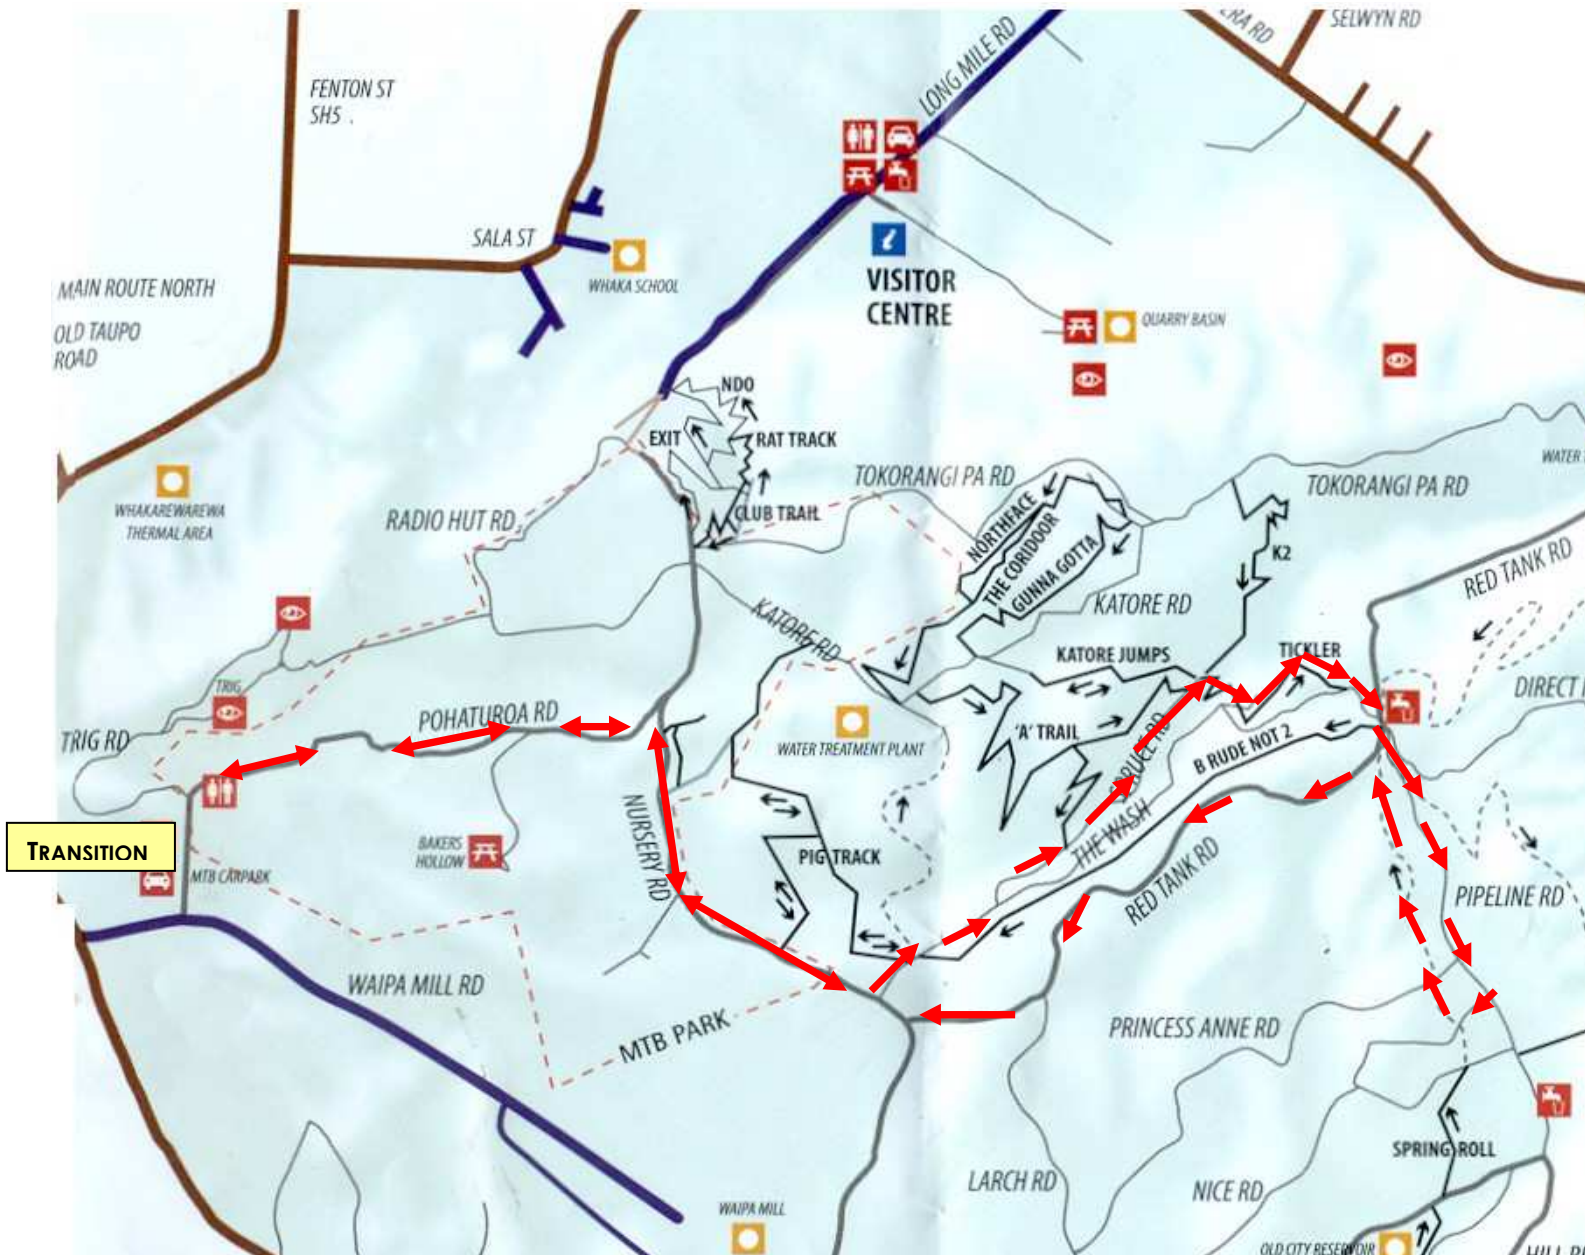 SELWYN RD
ERA RD
LONG MILE RD
FENTON ST
SH5 .
SALA ST
WHAKA SCHOOL
VISITOR
CENTRE
MAIN ROUTE NORTH
OLD TAUPO
ROAD
QUARRY BASIN
NDO
EXIT
RAT TRACK
CLUB TRAIL
TOKORANGI PA RD
TOKORANGI PA RD
WATER
WHAKAREWAREWA
THERMAL AREA
RADIO HUT RD
NORTHFACE
THE CORIDOOR
GUNNA GOTTA
K2
RED TANK RD
KATORE RD
KATORE RD
KATORE JUMPS
TICKLER
DIRECT
TRIG
TRIG RD
POHATUROA RD
WATER TREATMENT PLANT
'A' TRAIL
B RUDE NOT 2
NURSERY RD
THE WASH
TRANSITION
MTB CARPARK
BAKERS
HOLLOW
PIG TRACK
RED TANK RD
PIPELINE RD
WAIPA MILL RD
MTB PARK
PRINCESS ANNE RD
SPRING ROLL
LARCH RD
NICE RD
WAIPA MILL
OLD CITY RESERVOIR